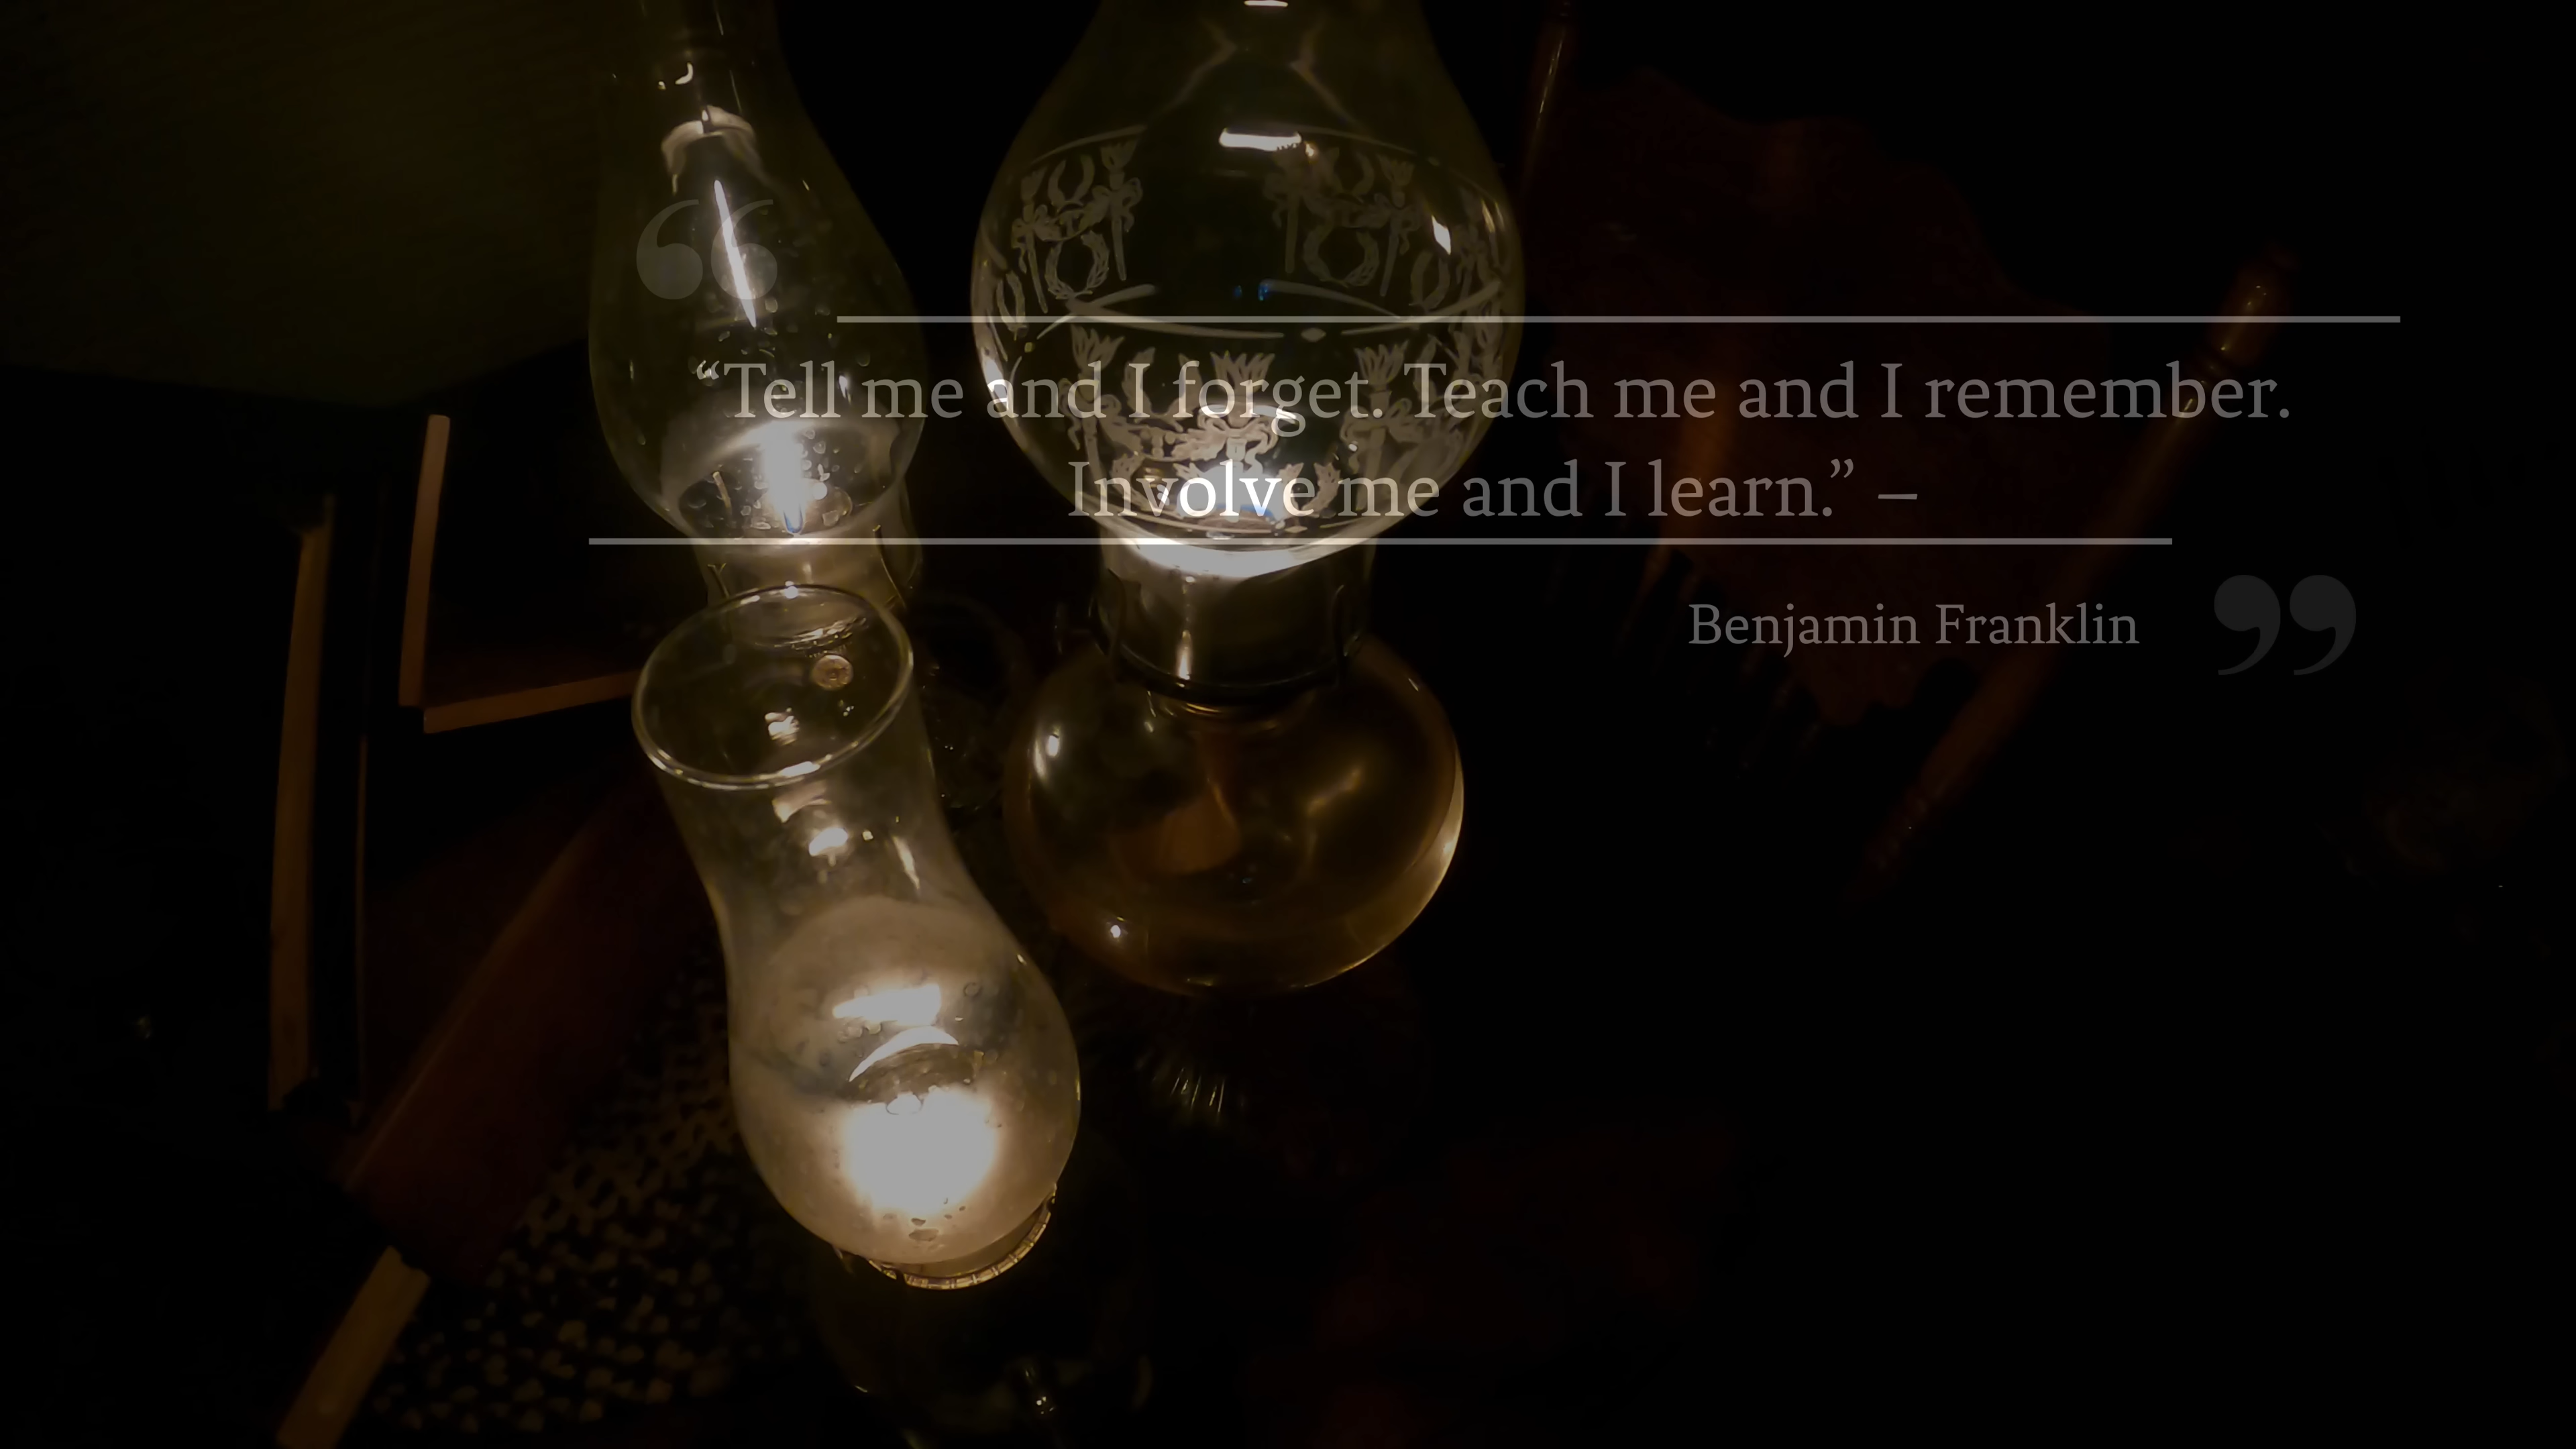 “Tell me and I forget. Teach me and I remember.
Involve me and I learn.” –
Benjamin Franklin